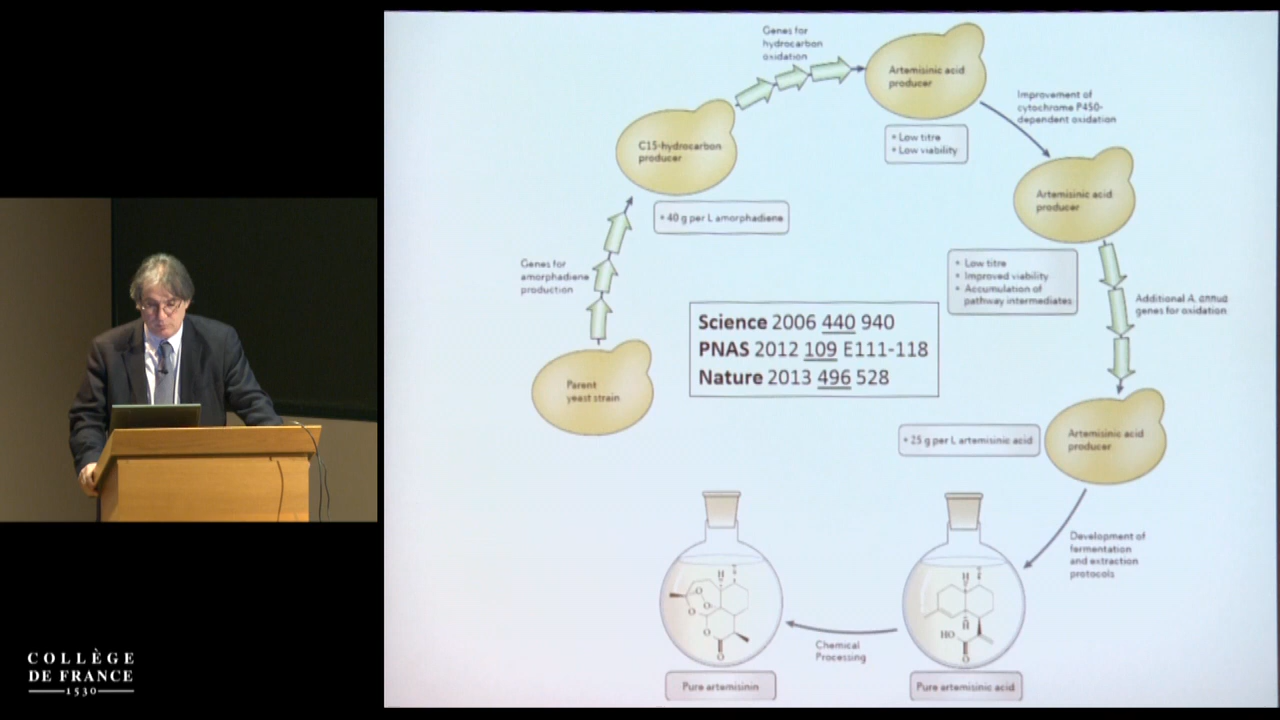 Genes for
hydrocarbon
oxidation
Artemisinic acid
producer
Improvement of
cytochrome P450-
dependent oxidation
• Low titre
• Low viability
C15-hydrocarbon
producer
Artemisinic acid
producer
• 40 g per L amorphadiene
Genes for
amorphadiene
production
• Low titre
• Improved viability
• Accumulation of
pathway intermediates
Additional A. annua
genes for oxidation
Science 2006 440 940
PNAS 2012 109 E111-118
Nature 2013 496 528
Parent
yeast strain
• 25 g per L artemisinic acid
Artemisinic acid
producer
Development of
fermentation
and extraction
protocols
H
O
O
O
O
O
H
H
HO
O
Chemical
Processing
Pure artemisinin
Pure artemisinic acid
COLLÈGE
DE FRANCE
1530